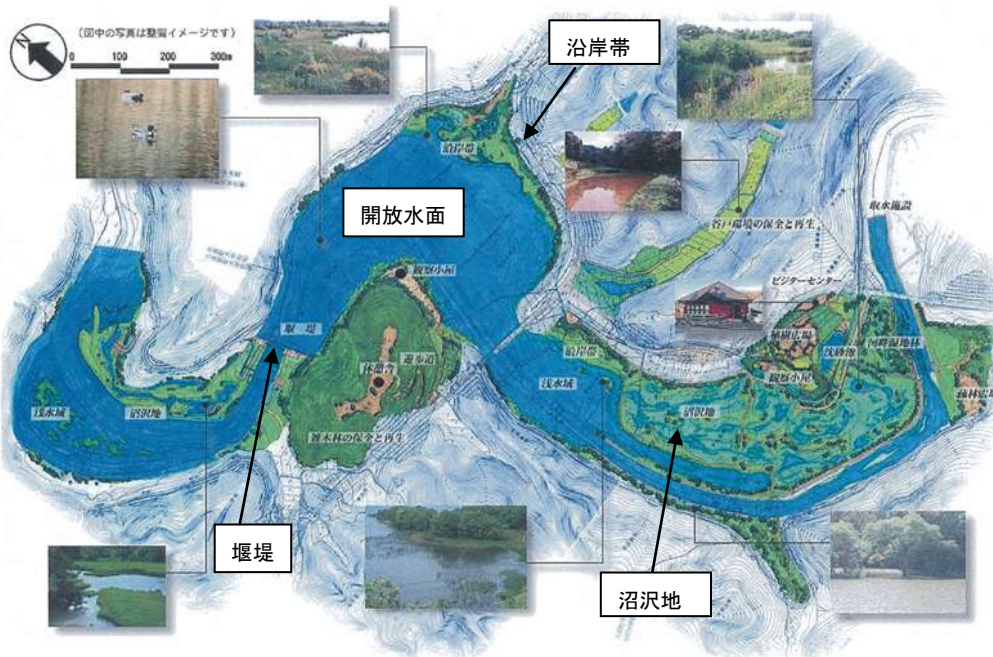 (図中の写真は整備イメージです)
0 100 200 300m
沿岸帯
沿岸帯
開放水面
取水施設
谷戸環境の保全と再生
観察小屋
ビジターセンター
植樹広場
沈砂池
河畔湿地林
堰堤
遊歩道
休憩舎
沿岸帯
観察小屋
疎林広場
浅水域
浅水域
沼沢地
沼沢地
雑木林の保全と再生
堰堤
沼沢地